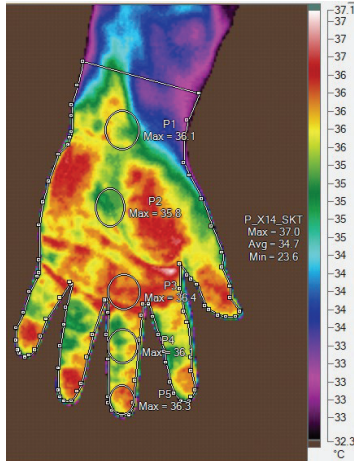 P1
Max = 36.1
P2
Max = 35.8
P3
Max = 36.4
P4
Max = 36.1
P5
Max = 36.3
P_X14_SKT
Max = 37.0
Avg = 34.7
Min = 23.6
37.1
37
37
36
36
36
36
35
35
35
35
34
34
34
33
33
33
33
32.3
°C